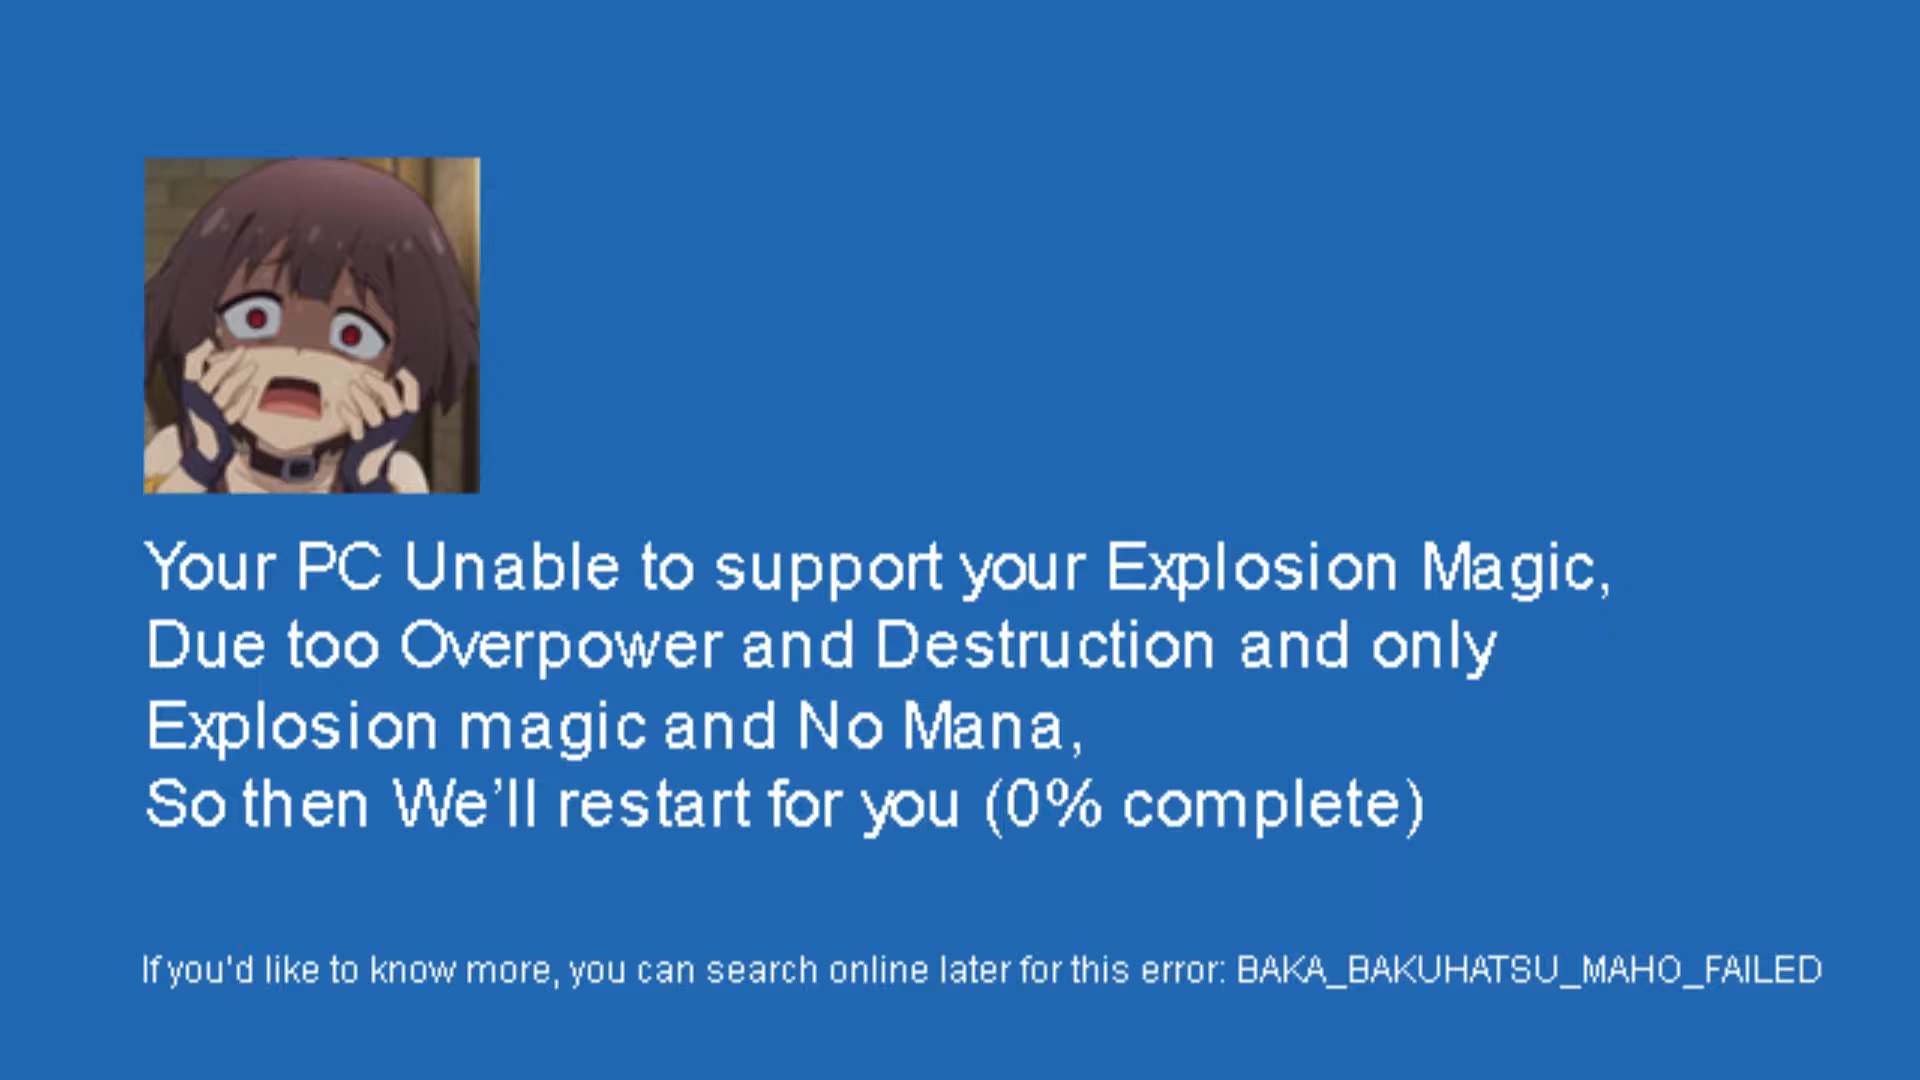 Your PC Unable to support your Explosion Magic,
Due too Overpower and Destruction and only
Explosion magic and No Mana,
So then We’ll restart for you (0% complete)
If you'd like to know more, you can search online later for this error: BAKA_BAKUHATSU_MAHO_FAILED